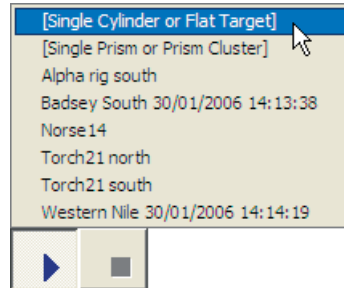 [Single Cylinder or Flat Target]
[Single Prism or Prism Cluster]
Alpha rig south
Badsey South 30/01/2006 14:13:38
Norse14
Torch21 north
Torch21 south
Western Nile 30/01/2006 14:14:19